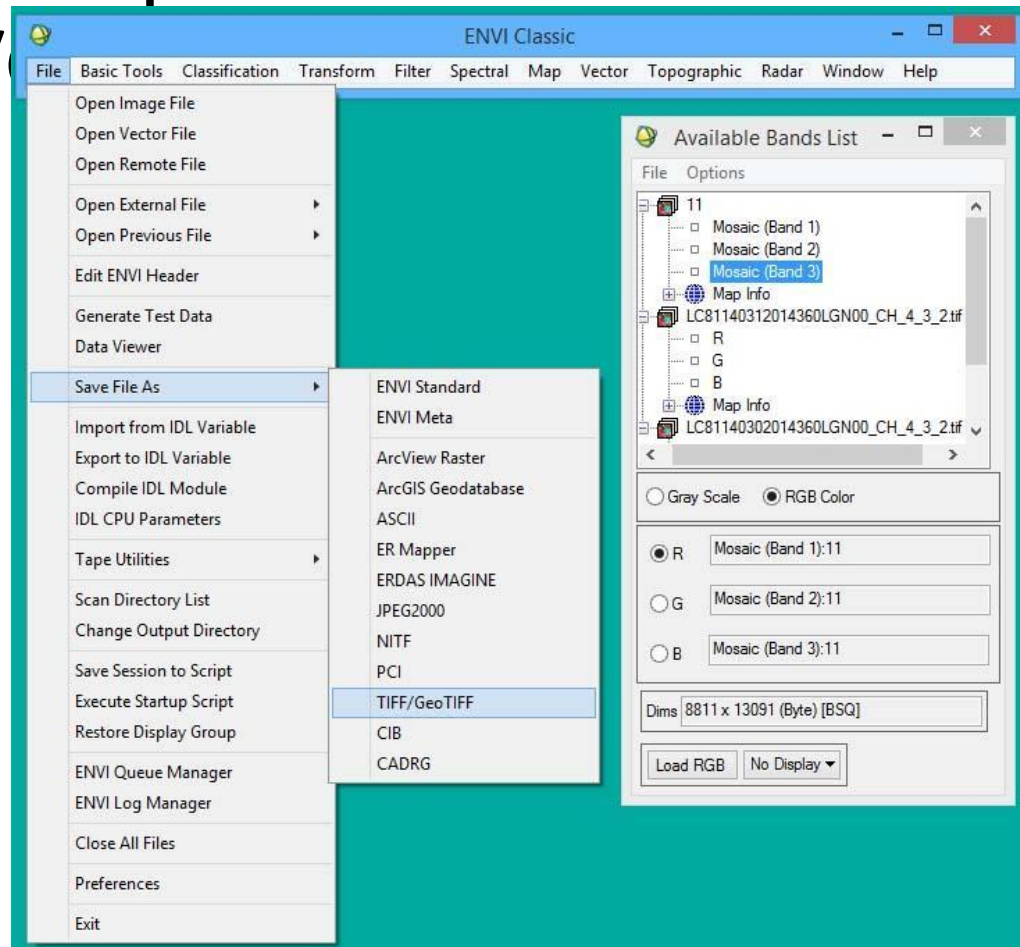 ENVI Classic
File Basic Tools Classification Transform Filter Spectral Map Vector Topographic Radar Window Help
Open Image File
Open Vector File
Open Remote File
Open External File
Open Previous File
Edit ENVI Header
Generate Test Data
Data Viewer
Save File As
Import from IDL Variable
Export to IDL Variable
Compile IDL Module
IDL CPU Parameters
Tape Utilities
Scan Directory List
Change Output Directory
Save Session to Script
Execute Startup Script
Restore Display Group
ENVI Queue Manager
ENVI Log Manager
Close All Files
Preferences
Exit
ENVI Standard
ENVI Meta
ArcView Raster
ArcGIS Geodatabase
ASCII
ER Mapper
ERDAS IMAGINE
JPEG2000
NITF
PCI
TIFF/GeoTIFF
CIB
CADRG
Available Bands List
File Options
11
Mosaic (Band 1)
Mosaic (Band 2)
Mosaic (Band 3)
Map Info
LC81140312014360LGN00_CH_4_3_2.tif
R
G
B
Map Info
LC81140302014360LGN00_CH_4_3_2.tif
Gray Scale RGB Color
R Mosaic (Band 1):11
G Mosaic (Band 2):11
B Mosaic (Band 3):11
Dims 8811 x 13091 (Byte) [BSQ]
Load RGB No Display